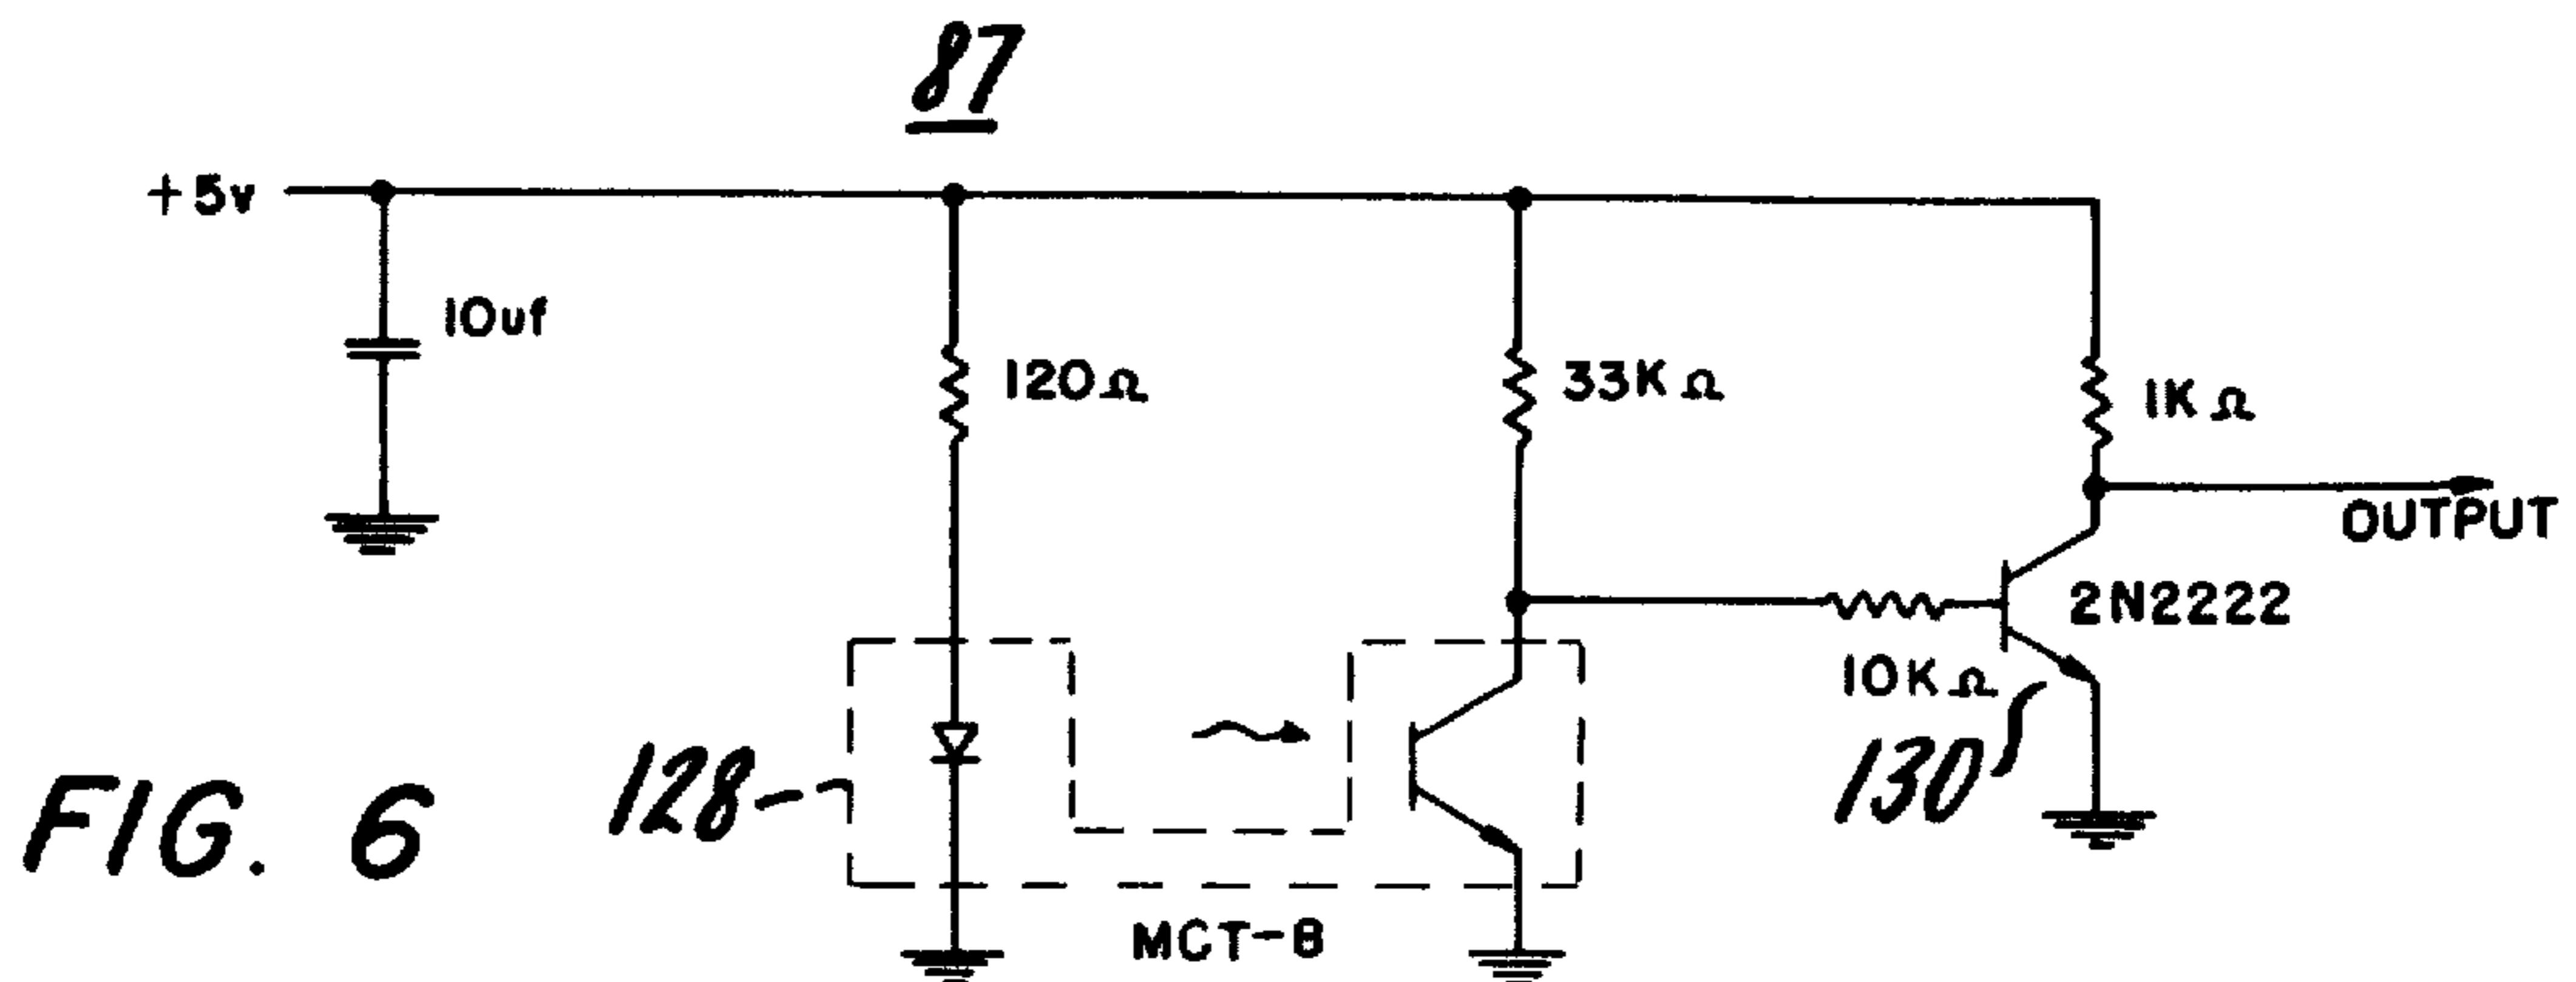 87
+5v
10uf
120Ω
33KΩ
1KΩ
OUTPUT
2N2222
10KΩ
130
128
MCT-8
FIG. 6